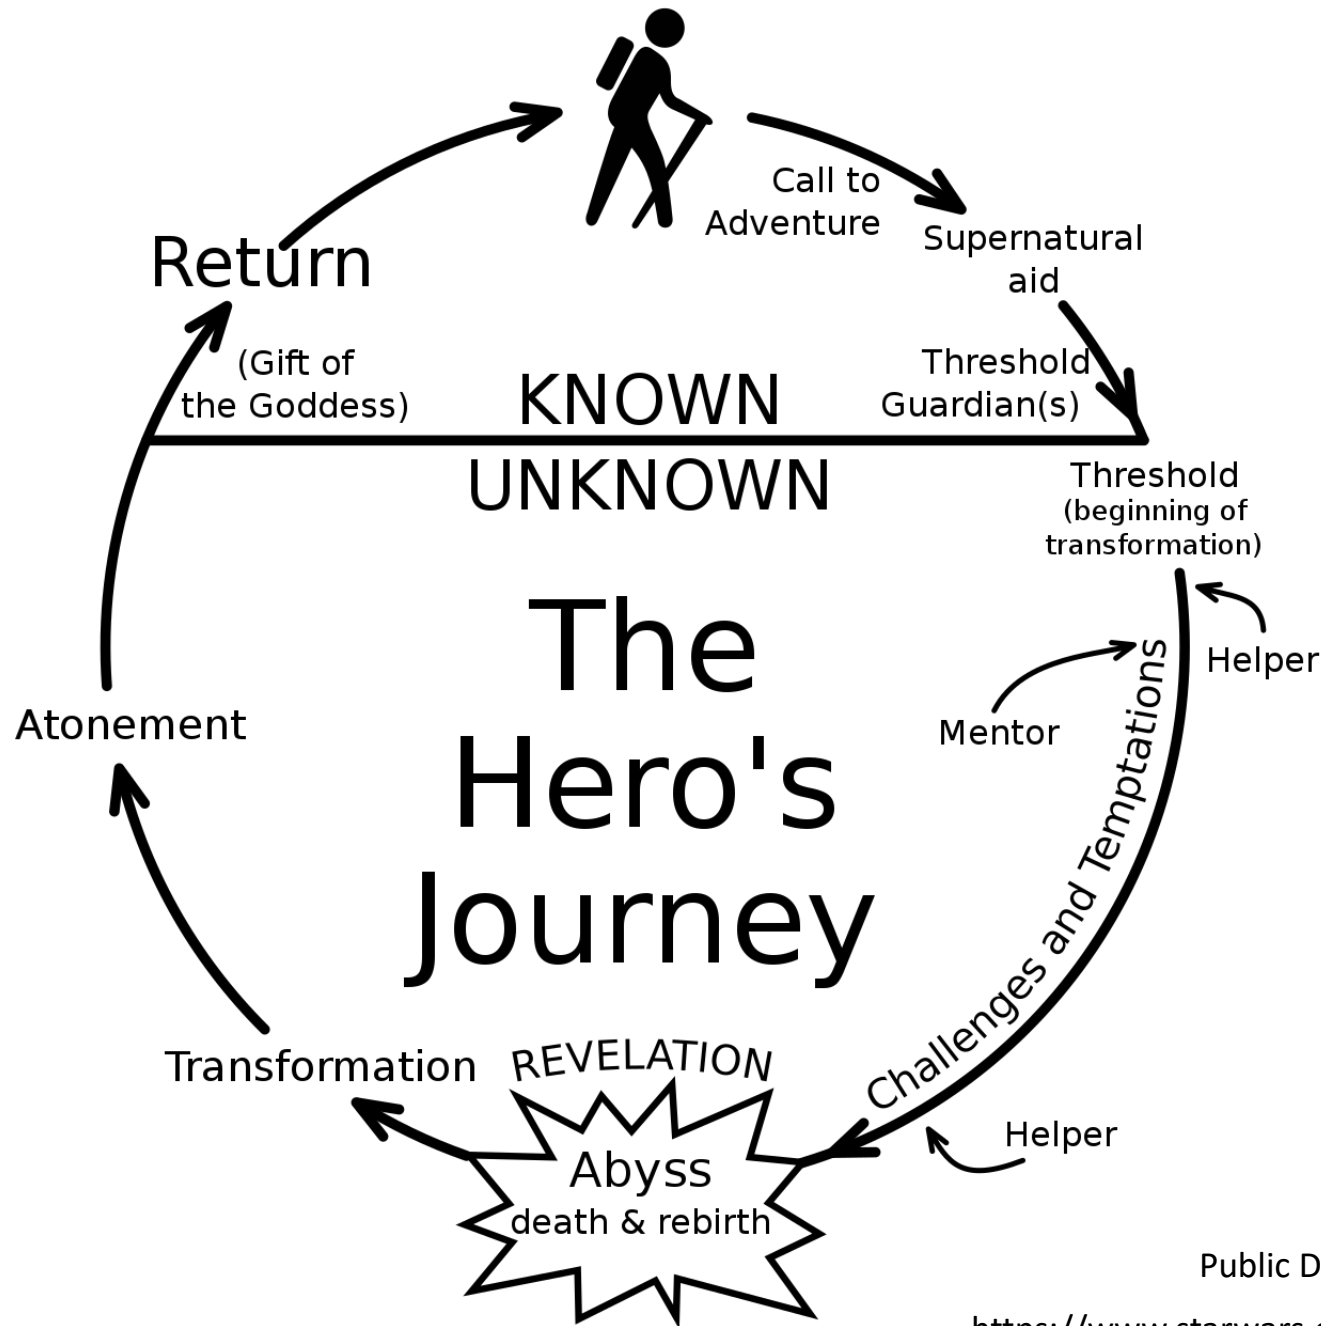 Call to
Adventure
Supernatural
aid
Return
(Gift of
the Goddess)
KNOWN
Threshold
Guardian(s)
UNKNOWN
Threshold
(beginning of
transformation)
The
Hero's
Journey
Helper
Mentor
Challenges and Temptations
Atonement
Transformation
REVELATION
Abyss
death & rebirth
Helper
Public D